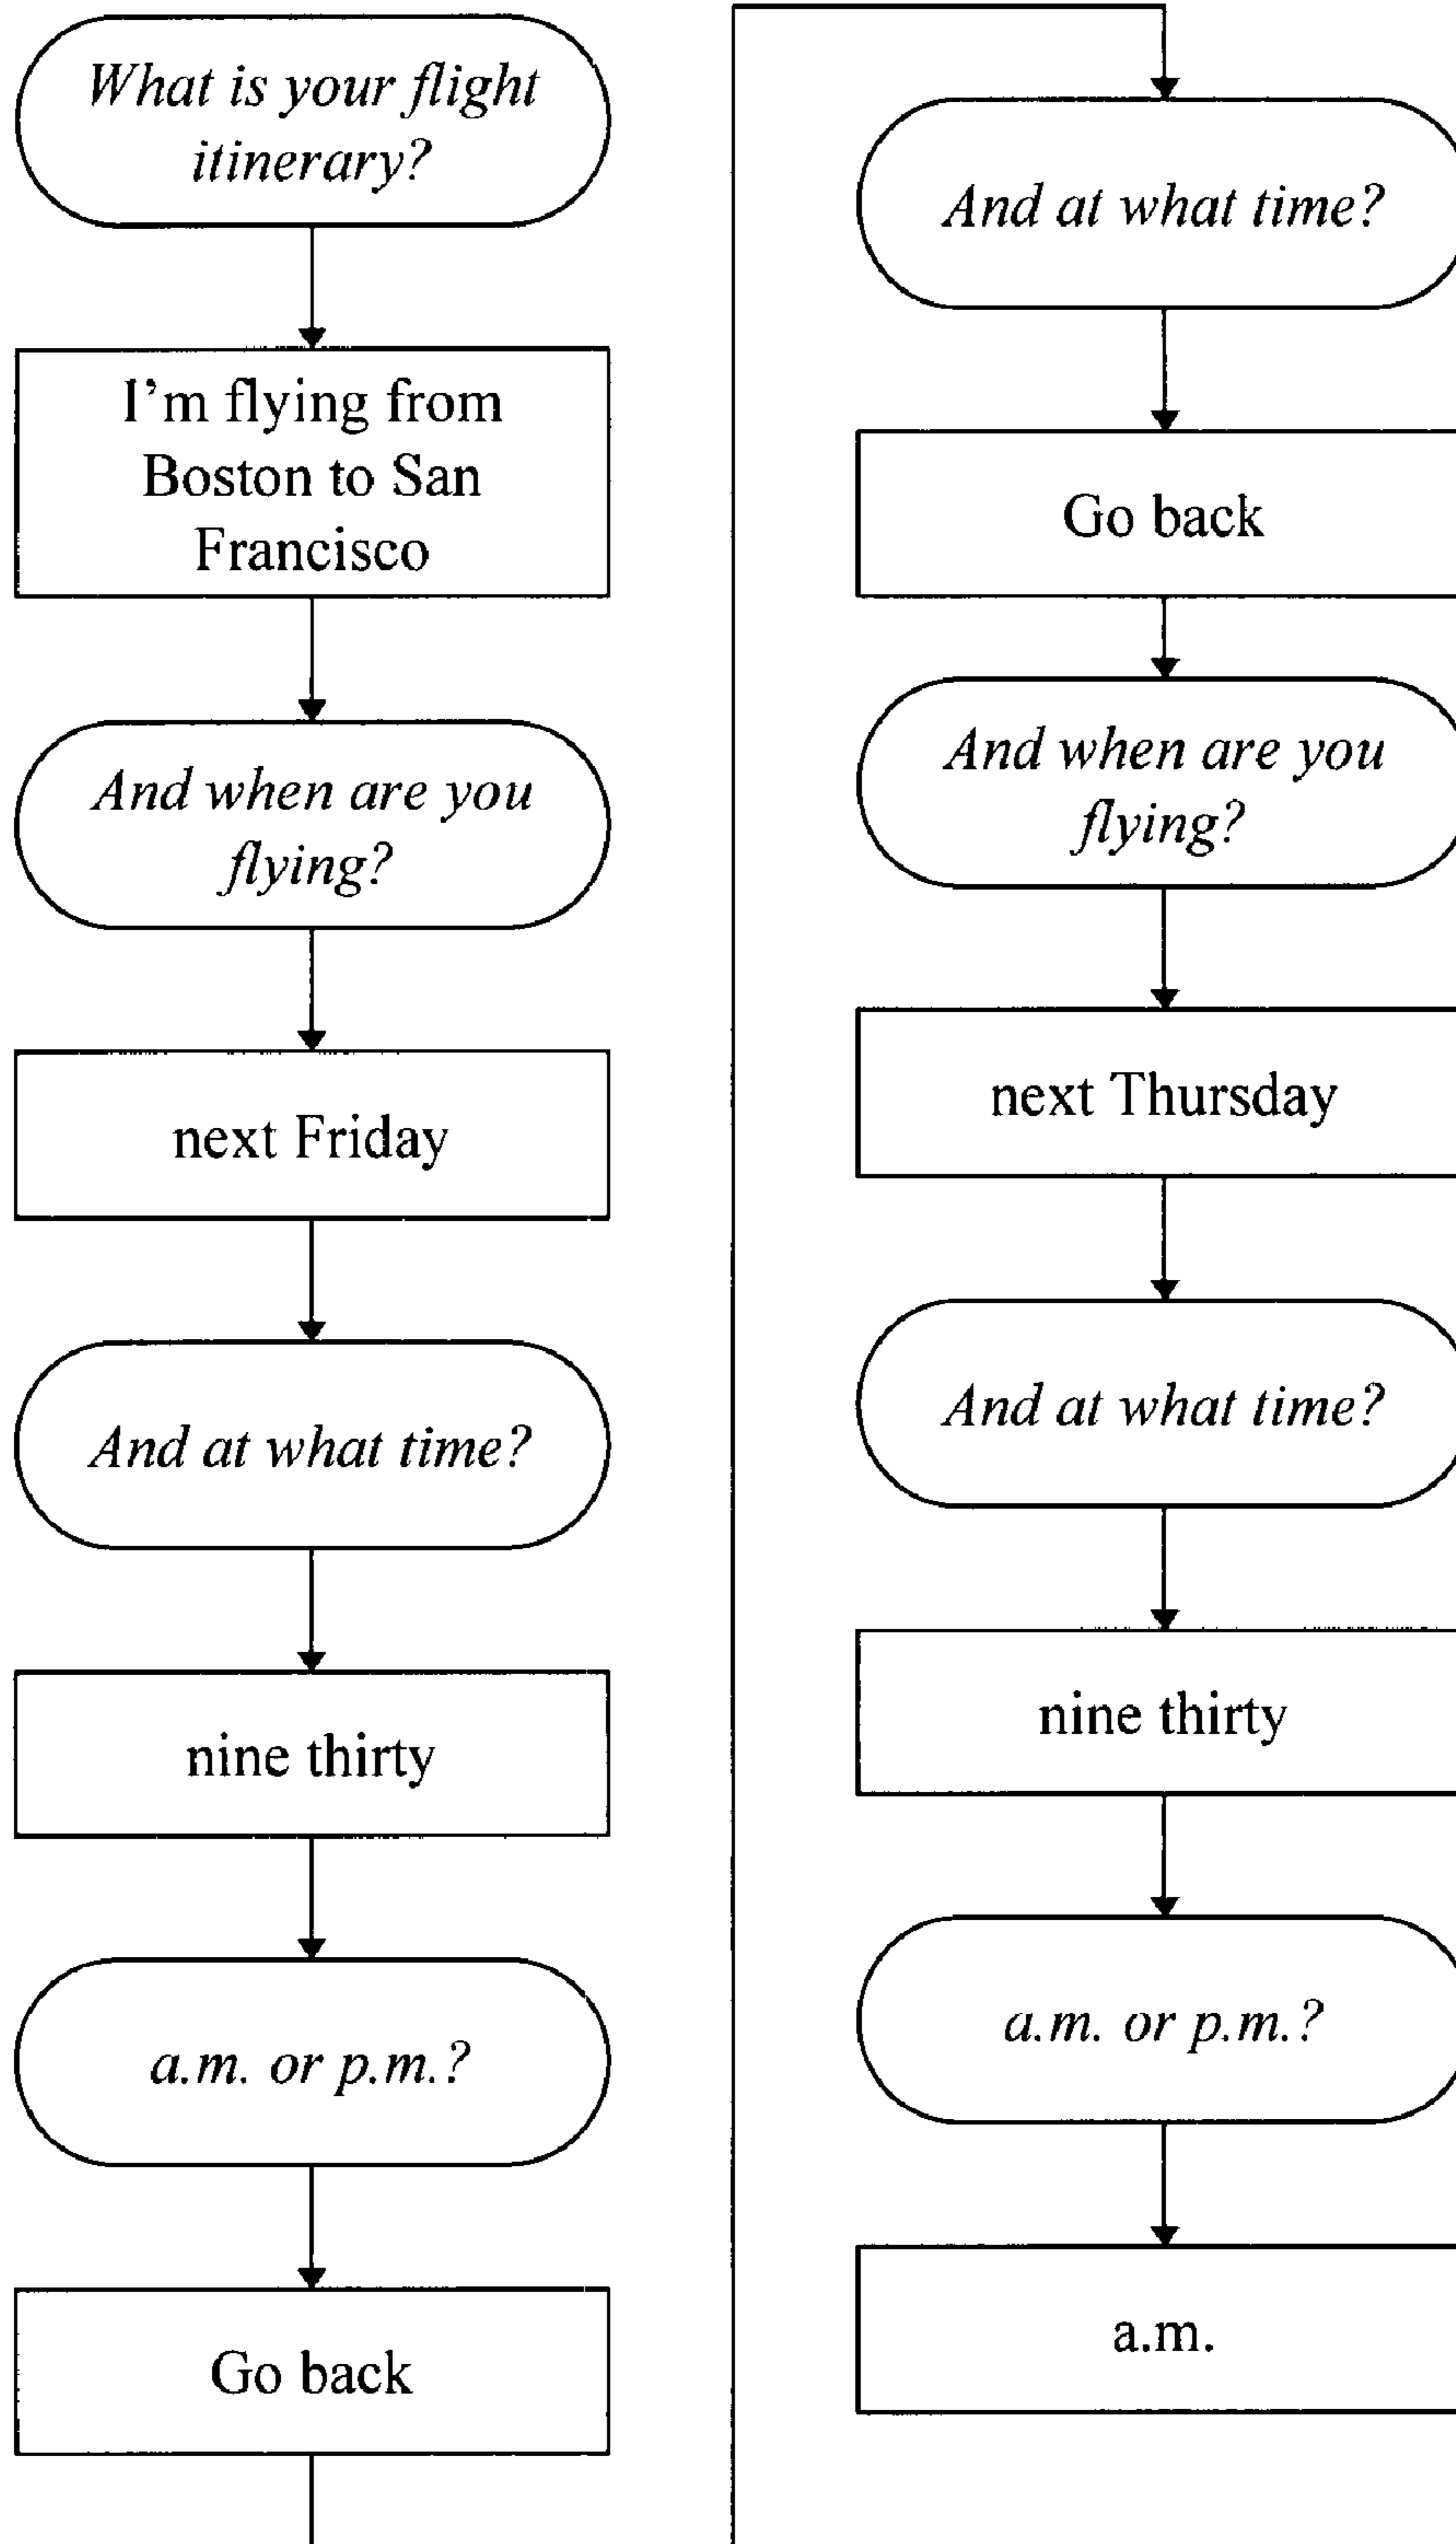 What is your flight
itinerary?
I'm flying from
Boston to San
Francisco
And when are you
flying?
next Friday
And at what time?
nine thirty
a.m. or p.m.?
Go back
And at what time?
Go back
And when are you
flying?
next Thursday
And at what time?
nine thirty
a.m. or p.m.?
a.m.